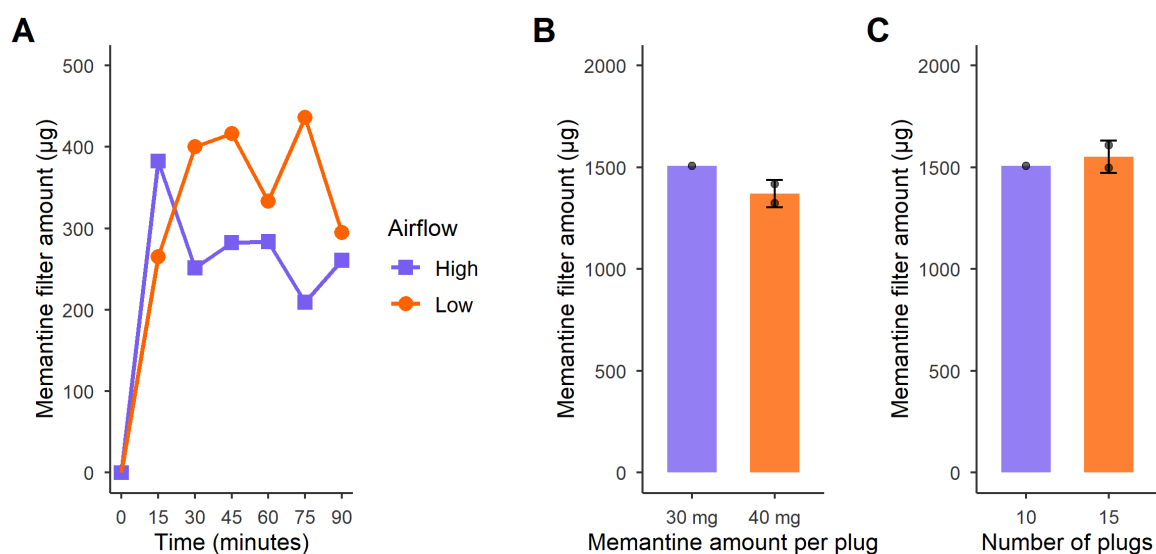 A
Memantine filter amount (µg)
500
400
300
200
100
0
0 15 30 45 60 75 90
Time (minutes)
Airflow
High
Low
B
Memantine filter amount (µg)
2000
1500
1000
500
0
30 mg 40 mg
Memantine amount per plug
C
Memantine filter amount (µg)
2000
1500
1000
500
0
10 15
Number of plugs